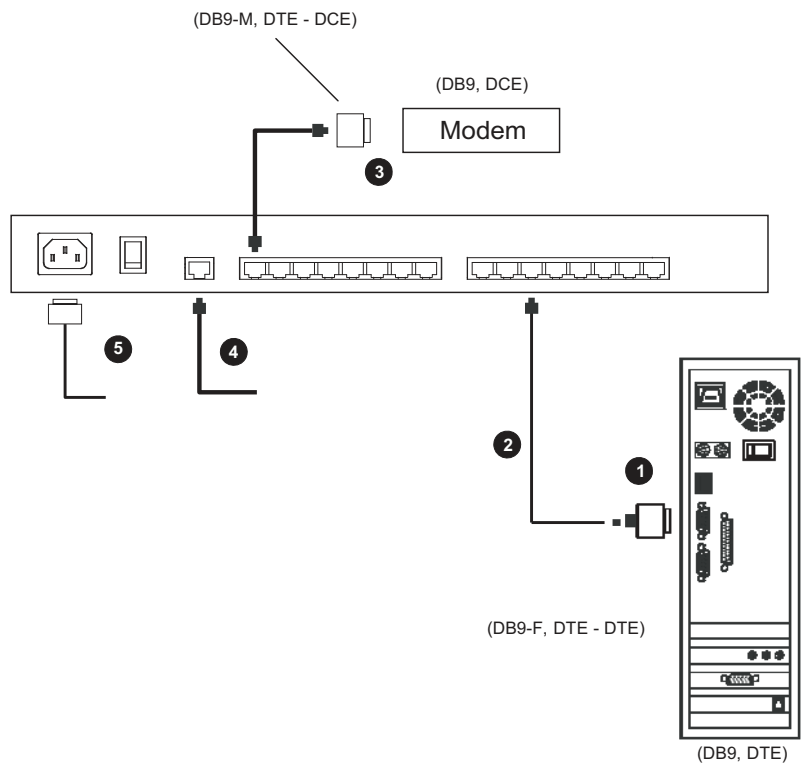 (DB9-M, DTE - DCE)
(DB9, DCE)
Modem
3
5
4
2
1
(DB9-F, DTE - DTE)
(DB9, DTE)